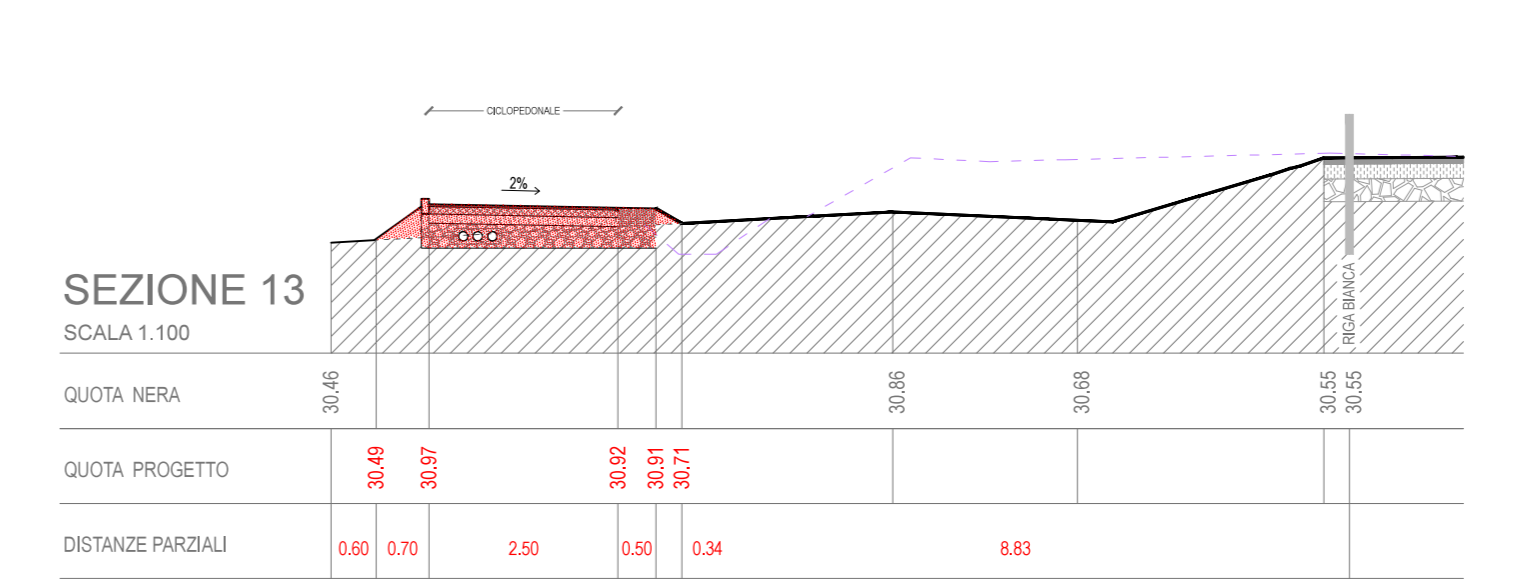 CICLOPEDONALE
2%
SEZIONE 13
SCALA 1.100
RIGA BIANCA
QUOTA NERA
30.46
30.86
30.68
30.55
30.55
QUOTA PROGETTO
30.49
30.97
30.92
30.91
30.71
DISTANZE PARZIALI
0.60
0.70
2.50
0.50
0.34
8.83